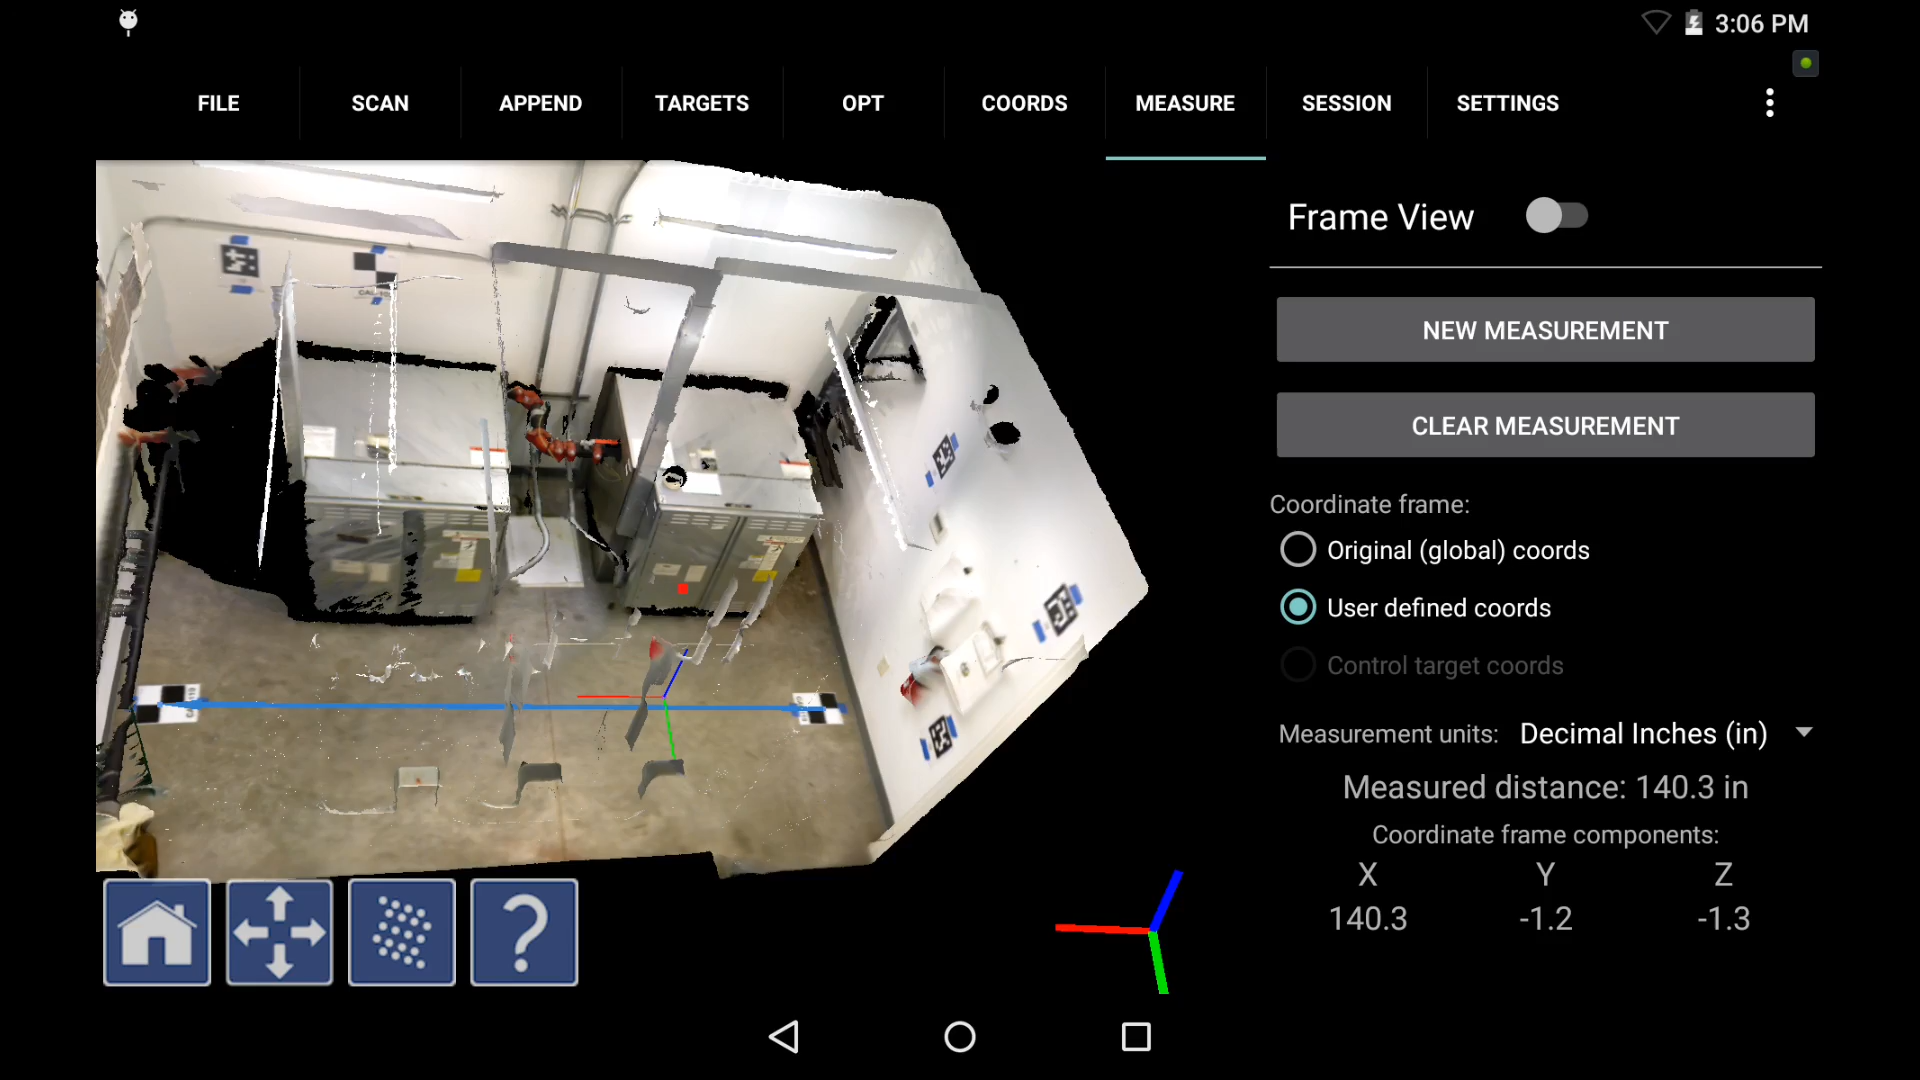 3:06 PM
FILE
SCAN
APPEND
TARGETS
OPT
COORDS
MEASURE
SESSION
SETTINGS
Frame View
NEW MEASUREMENT
CLEAR MEASUREMENT
Coordinate frame:
Original (global) coords
User defined coords
Control target coords
Measurement units: Decimal Inches (in)
Measured distance: 140.3 in
Coordinate frame components:
X Y Z
140.3 -1.2 -1.3